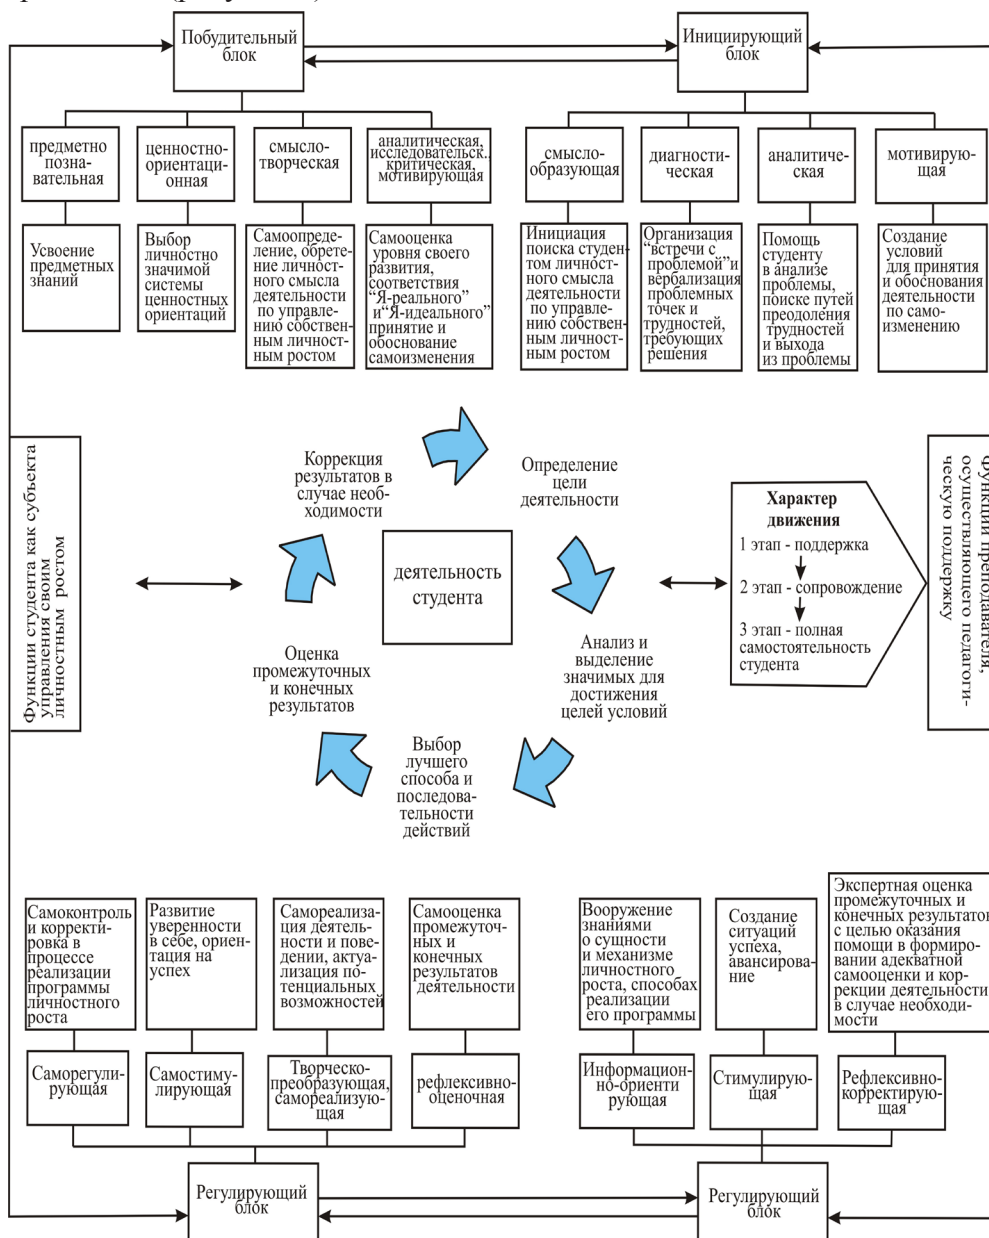 Побудительный
блок
Инициирующий
блок
предметно
позна-
вательная
ценностно-
ориентаци-
онная
смысло-
творческая
аналитическая,
исследовательск..
критическая,
мотивирующая
смысло-
образующая
диагности-
ческая
аналитиче-
ская
мотивирую-
щая
Усвоение
предметных
знаний
Выбор
личностно
значимой
системы
ценностных
ориентаций
Самоопреде-
ление, обре-
тение личност-
ного смысла
деятельности
по управлению
собствен-
ным личност-
ным ростом
Самооценка
уровня своего
развития,
соответствия
“Я-реального”
и“Я-идеального”
принятие и
обоснование
самоизменения
Инициация
поиска студен-
том личност-
ного смысла
деятельности
по управле-
нию собствен-
ным личност-
ным ростом
Организация
“встречи с
проблемой”и
вербализация
проблемных
точек и
трудностей,
требующих
решения
Помощь
студенту
в анализе
проблемы,
поиске путей
преодоления
трудностей
и выхода
из проблемы
Создание
условий
для принятия
и обоснования
деятельности
по само-
изменению
Функции студента как субъекта
управления своим
личностным ростом
Коррекция
результатов в
случае необ-
ходимости
Определение
цели
деятельности
деятельность
студента
Оценка
промежуточных
и конечных
результатов
Анализ и
выделение
значимых для
достижения
целей условий
Выбор
лучшего
способа и
последова-
тельности
действий
Характер
движения
1 этап - поддержка
2 этап - сопровождение
3 этап - полная
самостоятельность
студента
Функции преподавателя,
осуществляющего педагоги-
ческую поддержку
Самоконтроль
и корректи-
ровка в
процессе
реализации
программы
личностного
роста
Развитие
уверенности
в себе, ориен-
тация на
успех
Самореализа-
ция деятель-
ности и пове-
дении, акту-
ализация по-
тенциальных
возможностей
Самооценка
промежуточ-
ных и
конечных
результатов
деятельности
Вооружение
знаниями
о сущности
и механизме
личностного
роста, способах
реализации
его программы
Создание
ситуаций
успеха,
авансиро-
вание
Экспертная оценка
промежуточных и
конечных результатов
с целью оказания
помощи в формиро-
вании адекватной
самооценки и кор-
рекции деятельности
в случае необходи-
мости
Саморегули-
рующая
Самостиму-
лирующая
Творческо-
преобразующая,
самореализую-
щая
рефлексивно-
оценочная
Информацион-
но-ориенти
рующая
Стимулирую-
щая
Рефлексивно-
корректирую-
щая
Регулирующий
блок
Регулирующий
блок